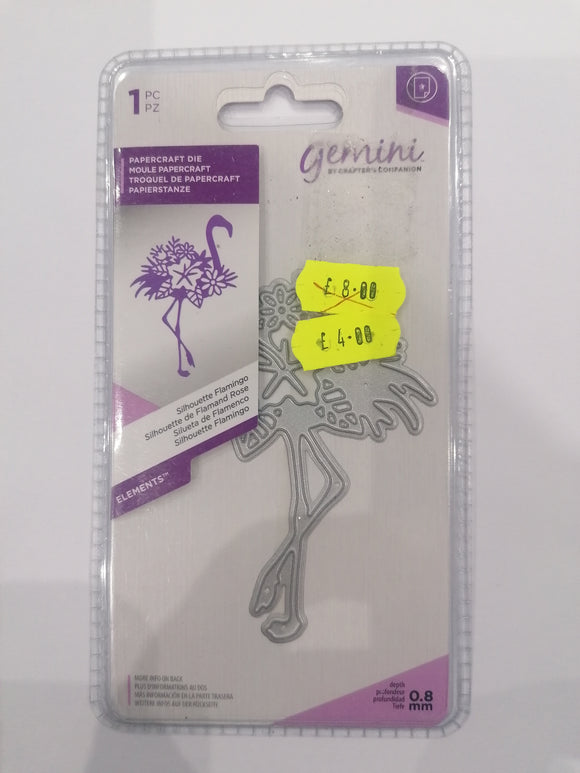 1 PC
PZ
PAPERCRAFT DIE
MOULE PAPERCRAFT
TROQUEL DE PAPERCRAFT
PAPIERSTANZE
gemini™
BY CRAFTER'S COMPANION
£ 8.00
£ 4.00
Silhouette Flamingo
Silhouette de Flamand Rose
Silueta de Flamenco
Silhouette Flamingo
ELEMENTS™
MORE INFO ON BACK
PLUS D'INFORMATIONS AU DOS
MÁS INFORMACIÓN EN LA PARTE TRASERA
WEITERE INFOS AUF DER RÜCKSEITE
depth
profondeur
profundidad
Tiefe
0.8
mm